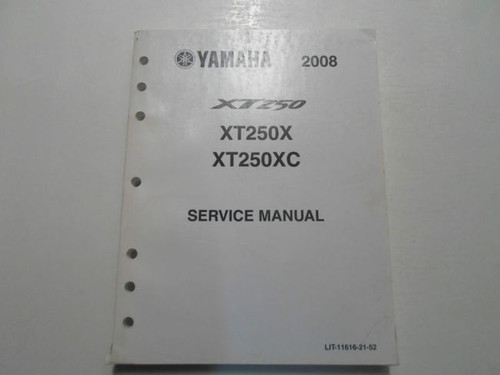 YAMAHA 2008
XT250
XT250X
XT250XC
SERVICE MANUAL
LIT-11616-21-52